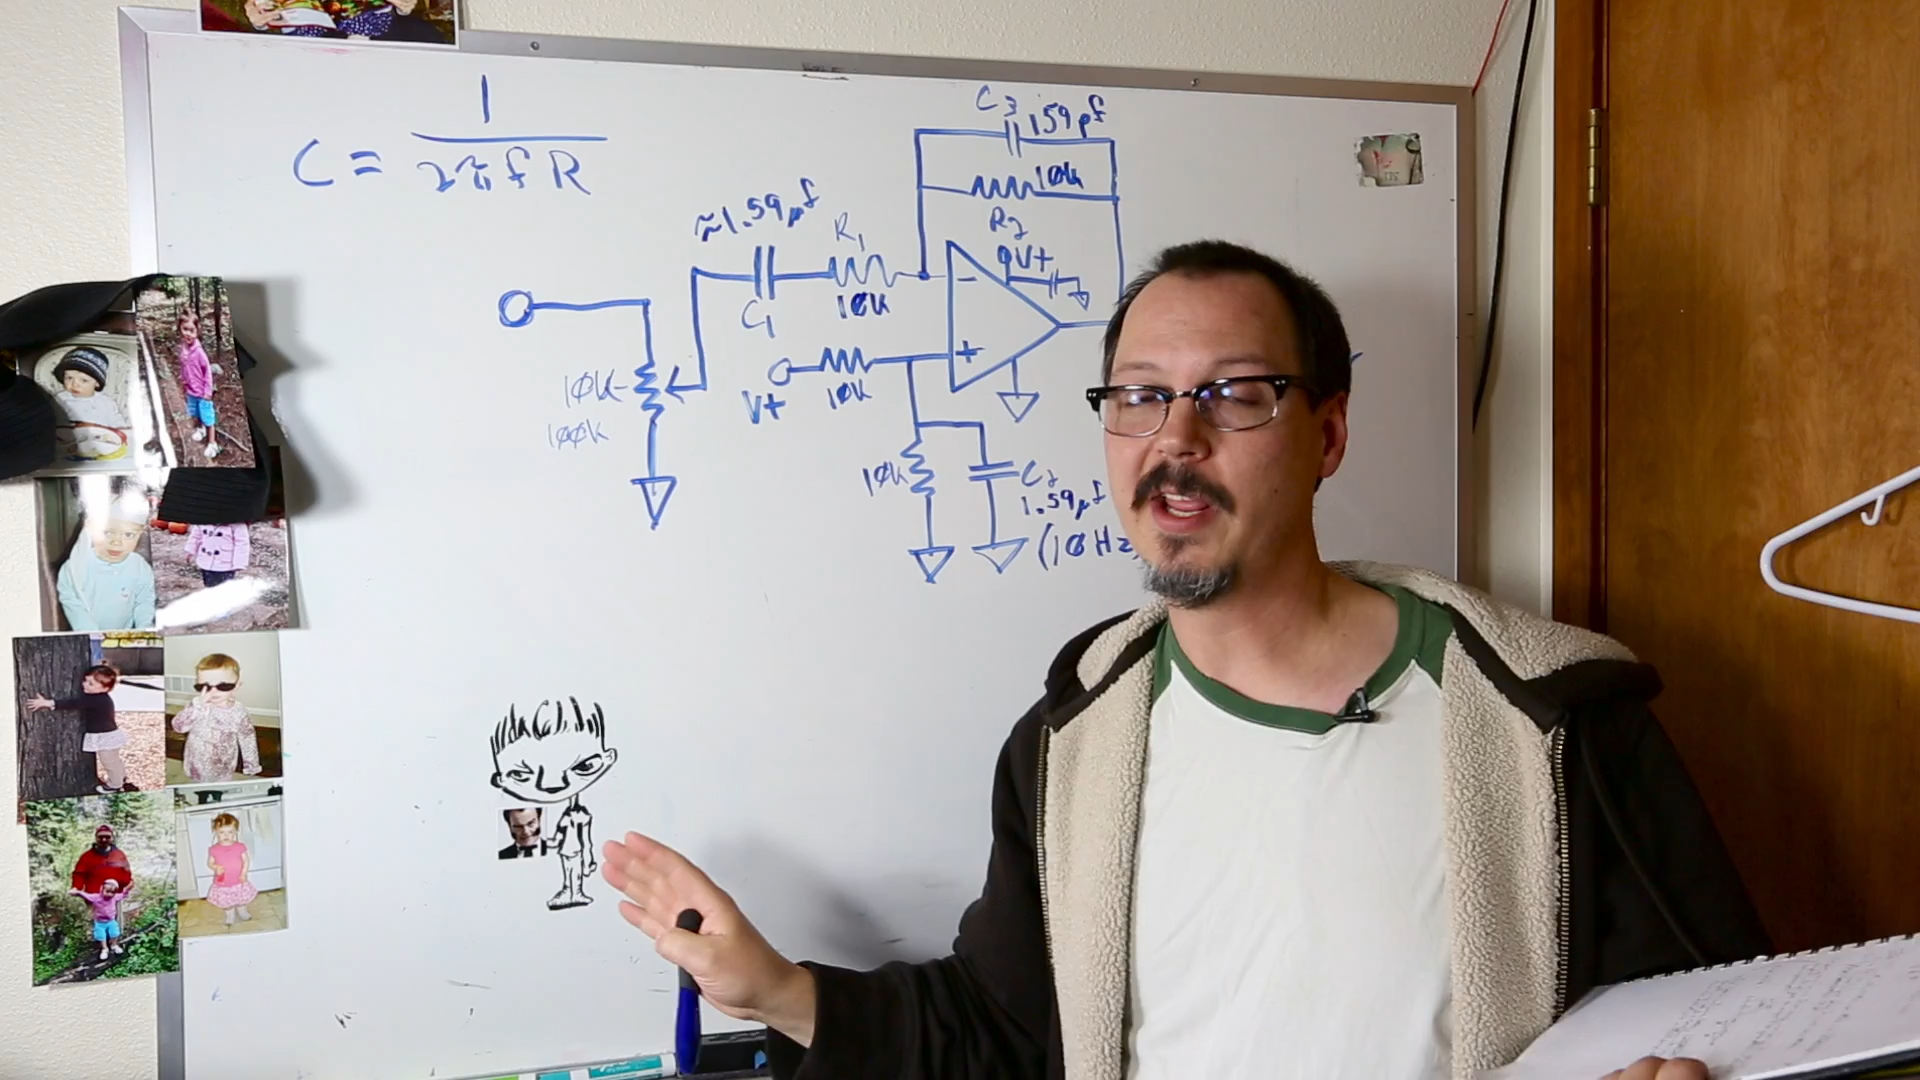 C = 1
2πfR
C3 159pf
10k
R2
≈1.59µf
R1
9V+
-
C1
10k
+
10k-
100k
V+
10k
10k
C2
1.59µf
(10Hz